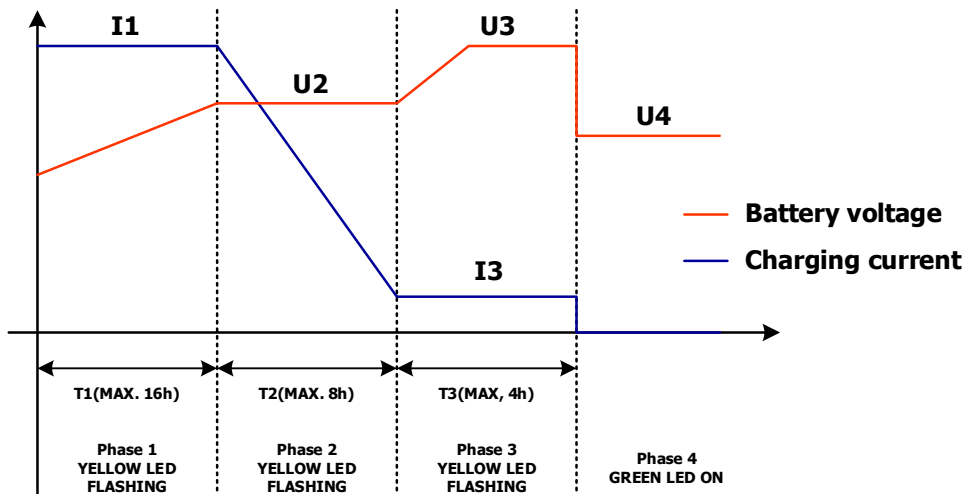 I1
U2
U3
U4
I3
Battery voltage
Charging current
T1(MAX. 16h)
T2(MAX. 8h)
T3(MAX, 4h)
Phase 1
YELLOW LED
FLASHING
Phase 2
YELLOW LED
FLASHING
Phase 3
YELLOW LED
FLASHING
Phase 4
GREEN LED ON